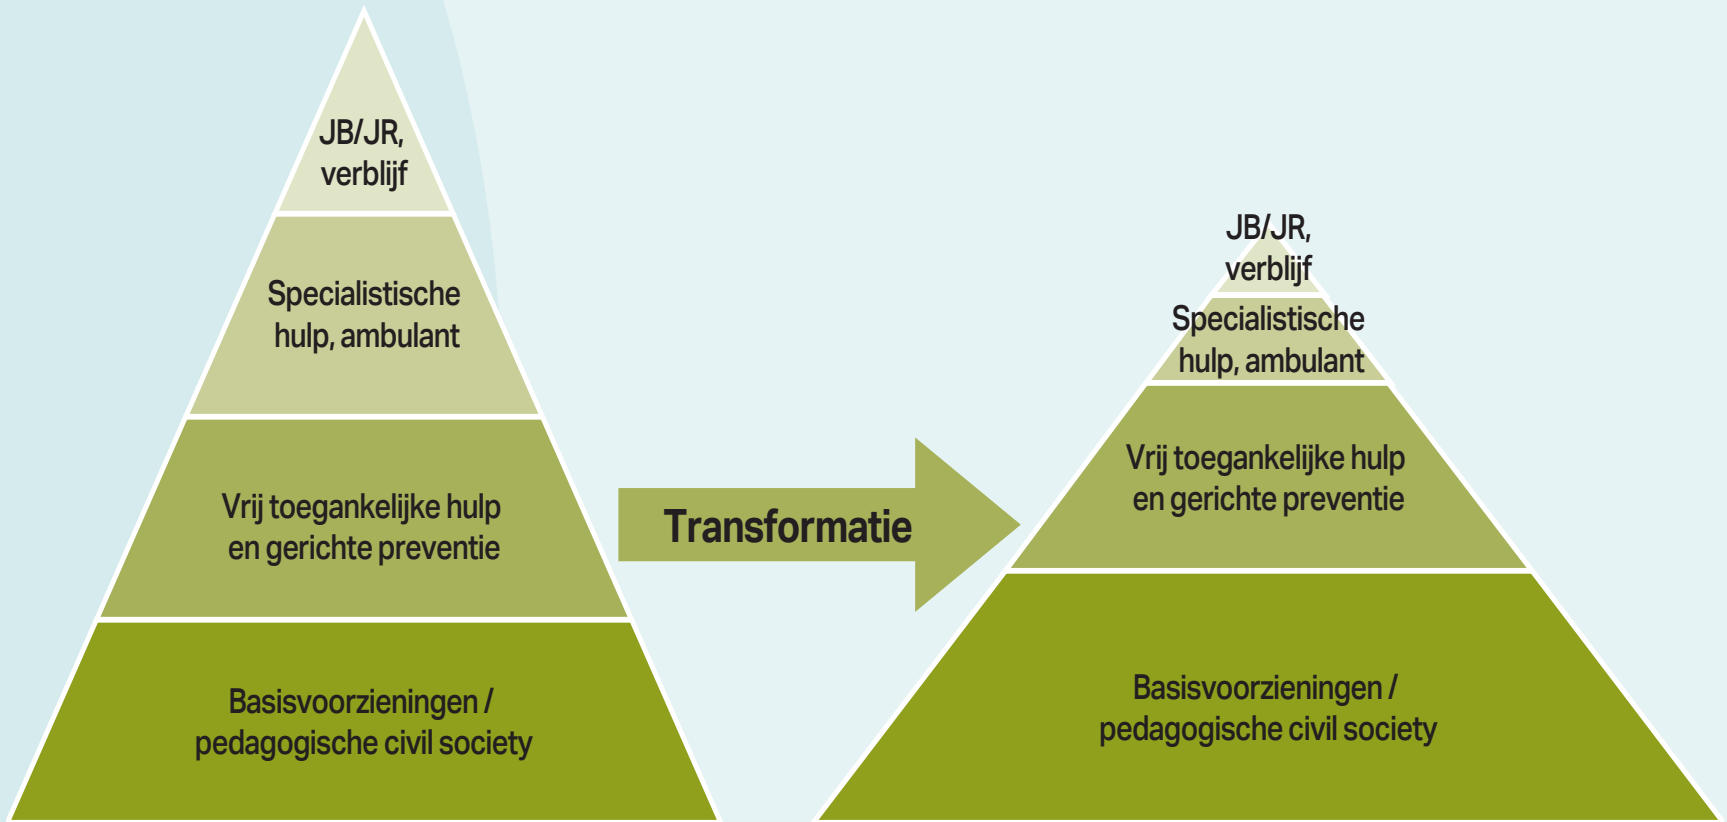 JB/JR,
verblijf
Specialistische
hulp, ambulant
Vrij toegankelijke hulp
en gerichte preventie
Basisvoorzieningen /
pedagogische civil society
Transformatie
JB/JR,
verblijf
Specialistische
hulp, ambulant
Vrij toegankelijke hulp
en gerichte preventie
Basisvoorzieningen /
pedagogische civil society